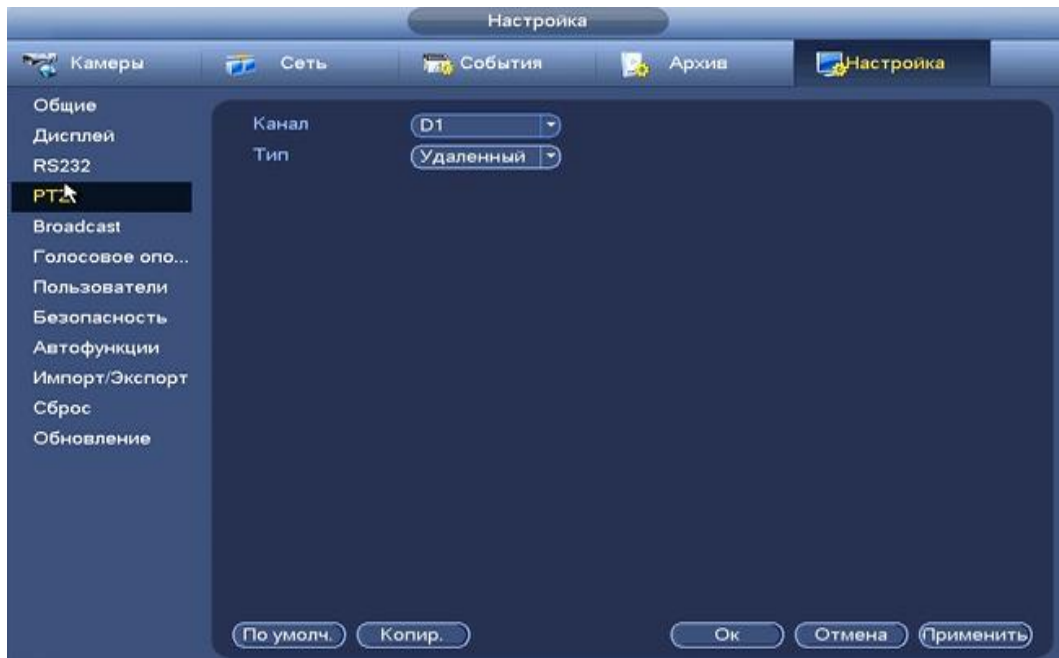 Настройка
Камеры Сеть События Архив Настройка
Общие
Дисплей
RS232
PTZ
Broadcast
Голосовое опо...
Пользователи
Безопасность
Автофункции
Импорт/Экспорт
Сброс
Обновление
Канал D1
Тип Удаленный
По умолч. Копир. Ок Отмена Применить